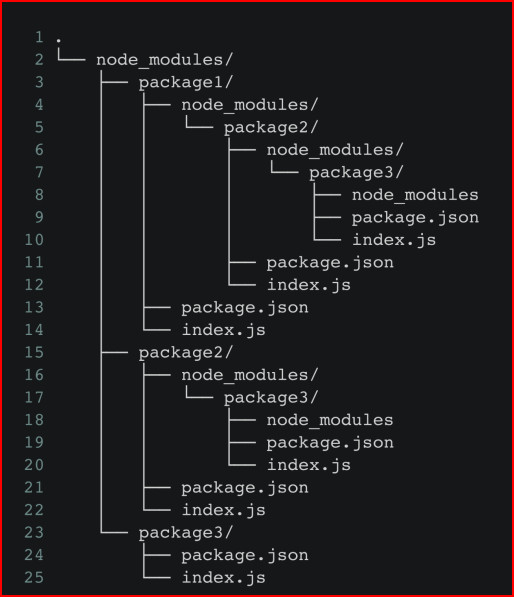 1 .
2 └── node_modules/
3     ├── package1/
4     │   ├── node_modules/
5     │   │   └── package2/
6     │   │       ├── node_modules/
7     │   │       │   └── package3/
8     │   │       │       ├── node_modules
9     │   │       │       ├── package.json
10     │   │       │       └── index.js
11     │   │       ├── package.json
12     │   │       └── index.js
13     │   ├── package.json
14     │   └── index.js
15     ├── package2/
16     │   ├── node_modules/
17     │   │   └── package3/
18     │   │       ├── node_modules
19     │   │       ├── package.json
20     │   │       └── index.js
21     │   ├── package.json
22     │   └── index.js
23     └── package3/
24         ├── package.json
25         └── index.js